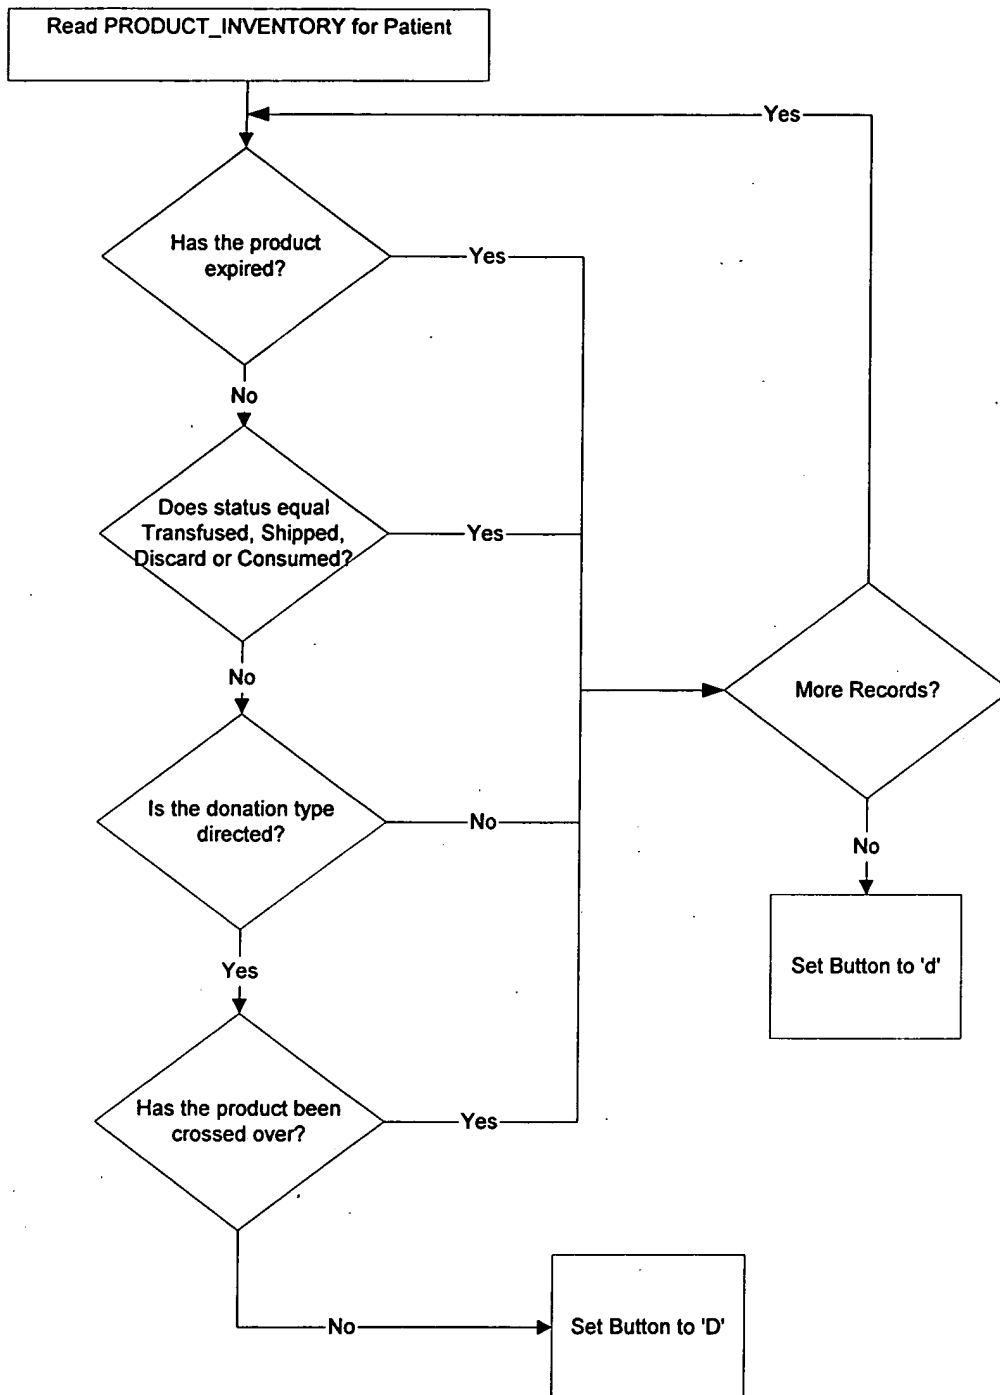 Read PRODUCT_INVENTORY for Patient
Yes
Has the product
expired?
Yes
No
Does status equal
Transfused, Shipped,
Discard or Consumed?
Yes
No
More Records?
Is the donation type
directed?
No
No
Yes
Set Button to 'd'
Has the product been
crossed over?
Yes
No
Set Button to 'D'